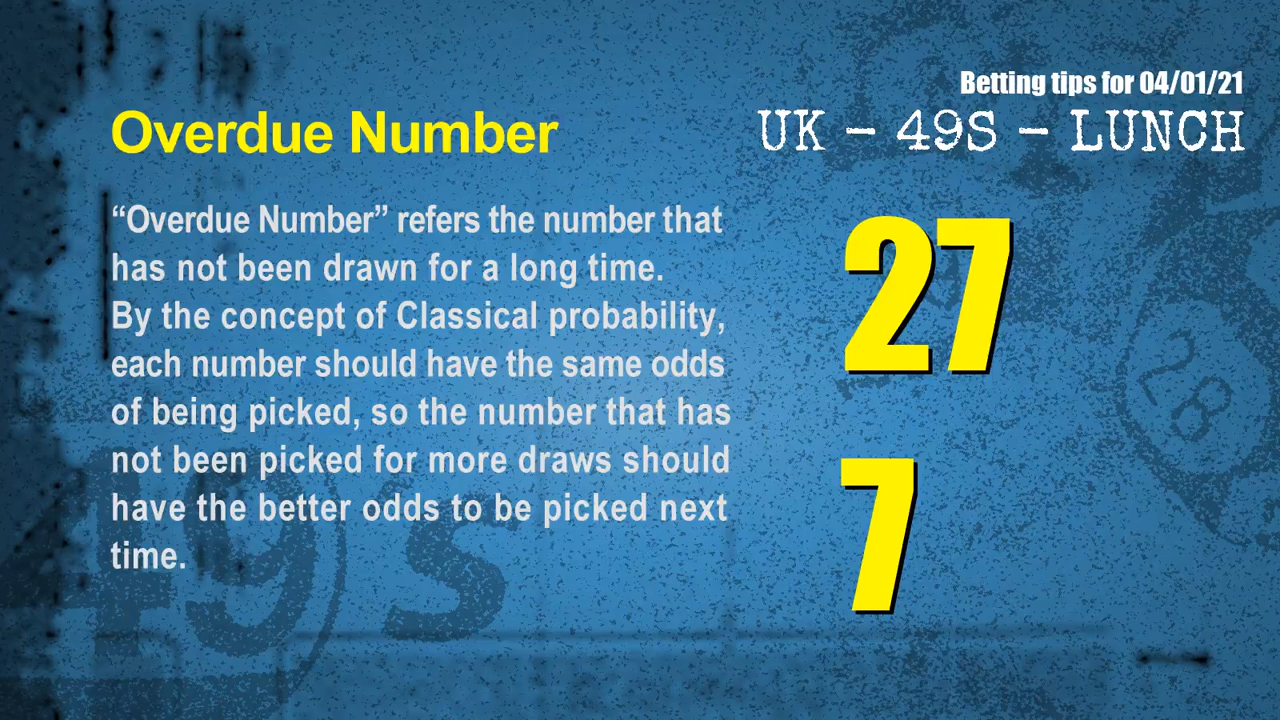 Betting tips for 04/01/21
UK - 49S - LUNCH
Overdue Number
“Overdue Number” refers the number that
has not been drawn for a long time.
By the concept of Classical probability,
each number should have the same odds
of being picked, so the number that has
not been picked for more draws should
have the better odds to be picked next
time.
27
7
28
49's